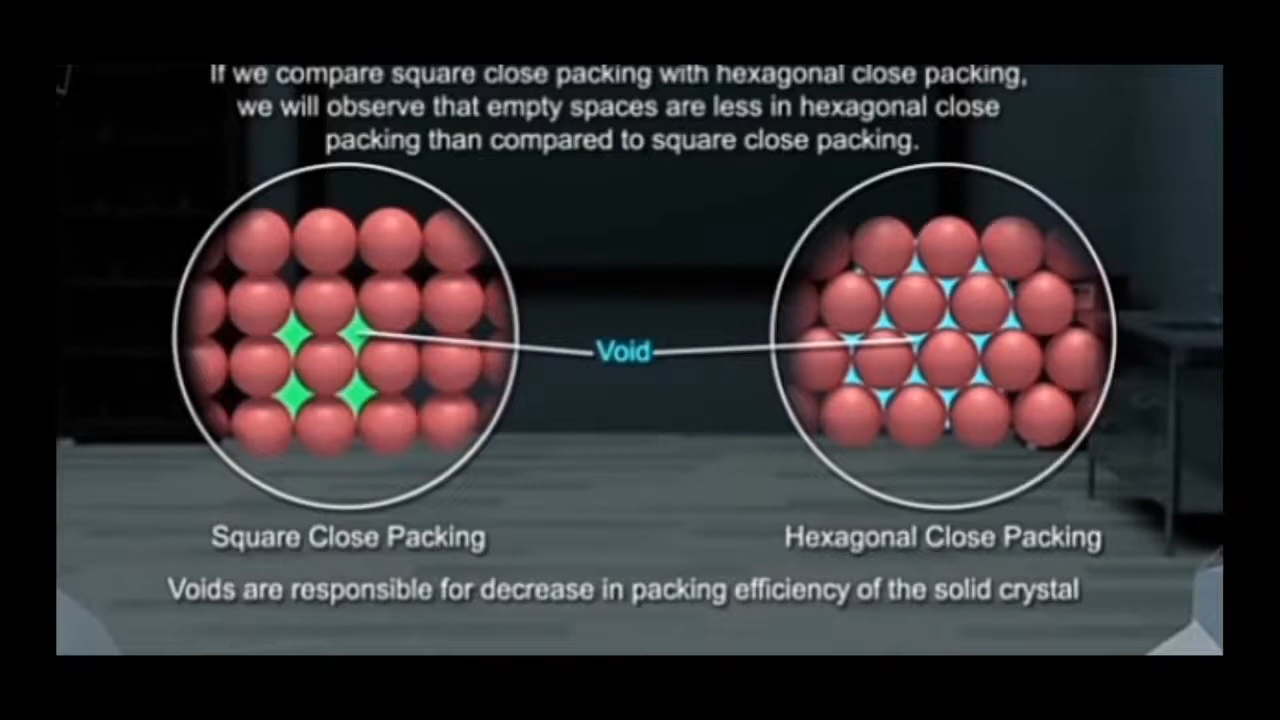 If we compare square close packing with hexagonal close packing,
we will observe that empty spaces are less in hexagonal close
packing than compared to square close packing.
Void
Square Close Packing
Hexagonal Close Packing
Voids are responsible for decrease in packing efficiency of the solid crystal